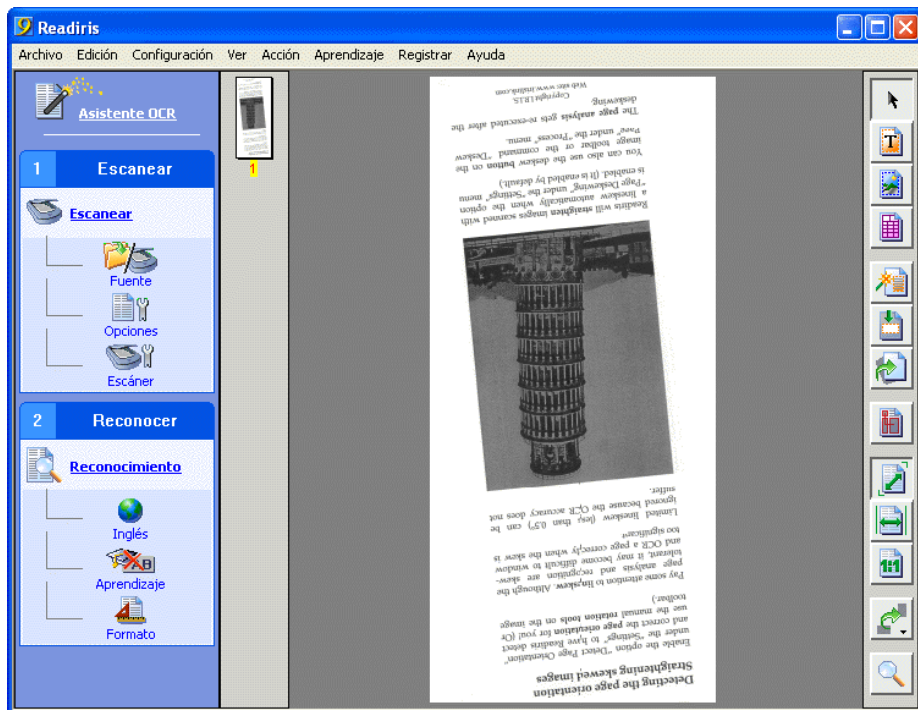 Readiris
Archivo Edición Configuración Ver Acción Aprendizaje Registrar Ayuda
Asistente OCR
1 Escanear
Escanear
Fuente
Opciones
Escáner
2 Reconocer
Reconocimiento
Inglés
Aprendizaje
Formato
1
Detecting the page orientation
Straightening skewed images
Enable the option "Detect Page Orientation"
under the "Settings" to have Readiris detect
and correct the page orientation for you! (Or
use the manual rotation tools on the image
toolbar.)
Pay some attention to lineskew. Although the
page analysis and recognition are skew-
tolerant, it may become difficult to window
and OCR a page correctly when the skew is
too significant.
Limited lineskew (less than 0.5°) can be
ignored because the OCR accuracy does not
suffer.
Readiris will straighten images scanned with
a lineskew automatically when the option
"Page Deskewing" under the "Settings" menu
is enabled. (It is enabled by default.)
You can also use the deskew button on the
image toolbar or the command "Deskew
Page" under the "Process" menu.
The page analysis gets re-executed after the
deskewing.
Copyright I.R.I.S.
Web site: www.irislink.com
T
1:1